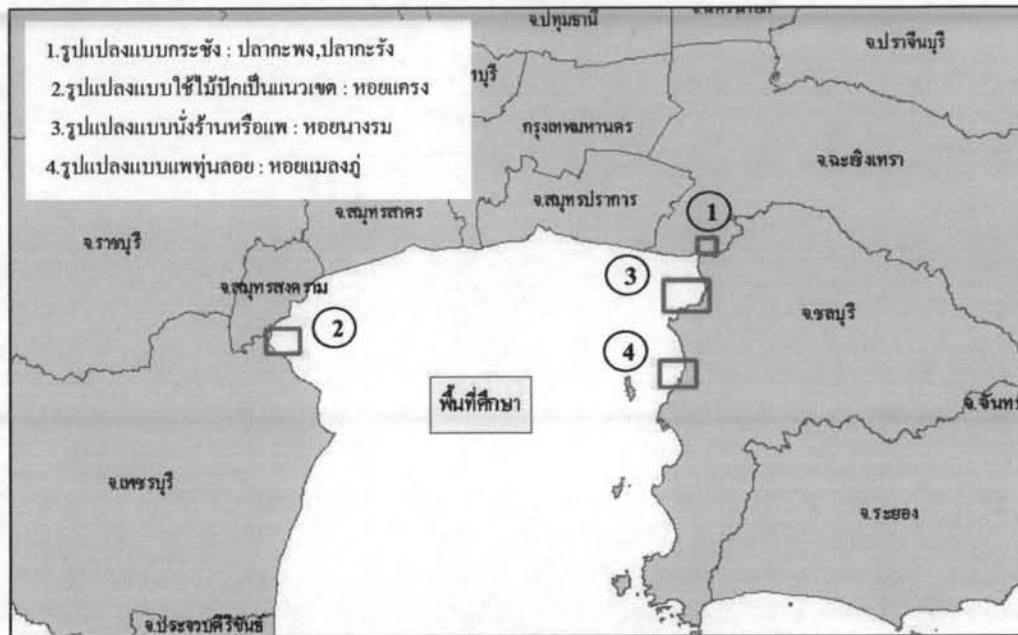 1.รูปแปลงแบบกระชัง : ปลากะพง,ปลากะรัง
2.รูปแปลงแบบใช้ไม้ปักเป็นแนวเขต : หอยแครง
3.รูปแปลงแบบนั่งร้านหรือแพ : หอยนางรม
4.รูปแปลงแบบแพทุ่นลอย : หอยแมลงภู่
จ.ปทุมธานี
จ.ปราจีนบุรี
กรุงเทพมหานคร
จ.ฉะเชิงเทรา
จ.สมุทรสาคร
จ.สมุทรปราการ
1
จ.ราชบุรี
จ.สมุทรสงคราม
3
จ.ชลบุรี
2
4
พื้นที่ศึกษา
จ.จันทบ
จ.เพชรบุรี
จ.ระยอง
จ.ประจวบคีรีขันธ์